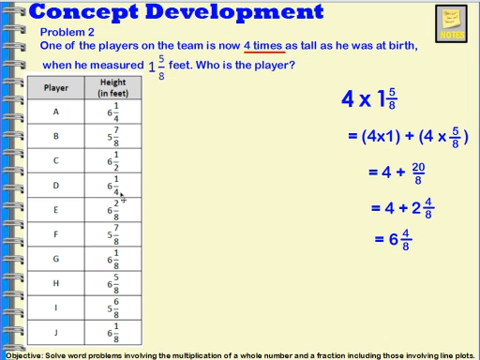 Concept Development
NOTES
Problem 2
One of the players on the team is now 4 times as tall as he was at birth,
when he measured 1 5/8 feet. Who is the player?
Player Height (in feet)
A 6 1/4
B 5 7/8
C 6 1/2
D 6 1/4
E 6 2/8
F 5 7/8
G 6 1/8
H 6 5/8
I 5 6/8
J 6 1/8
4 x 1 5/8
= (4x1) + (4 x 5/8)
= 4 + 20/8
= 4 + 2 4/8
= 6 4/8
Objective: Solve word problems involving the multiplication of a whole number and a fraction including those involving line plots.